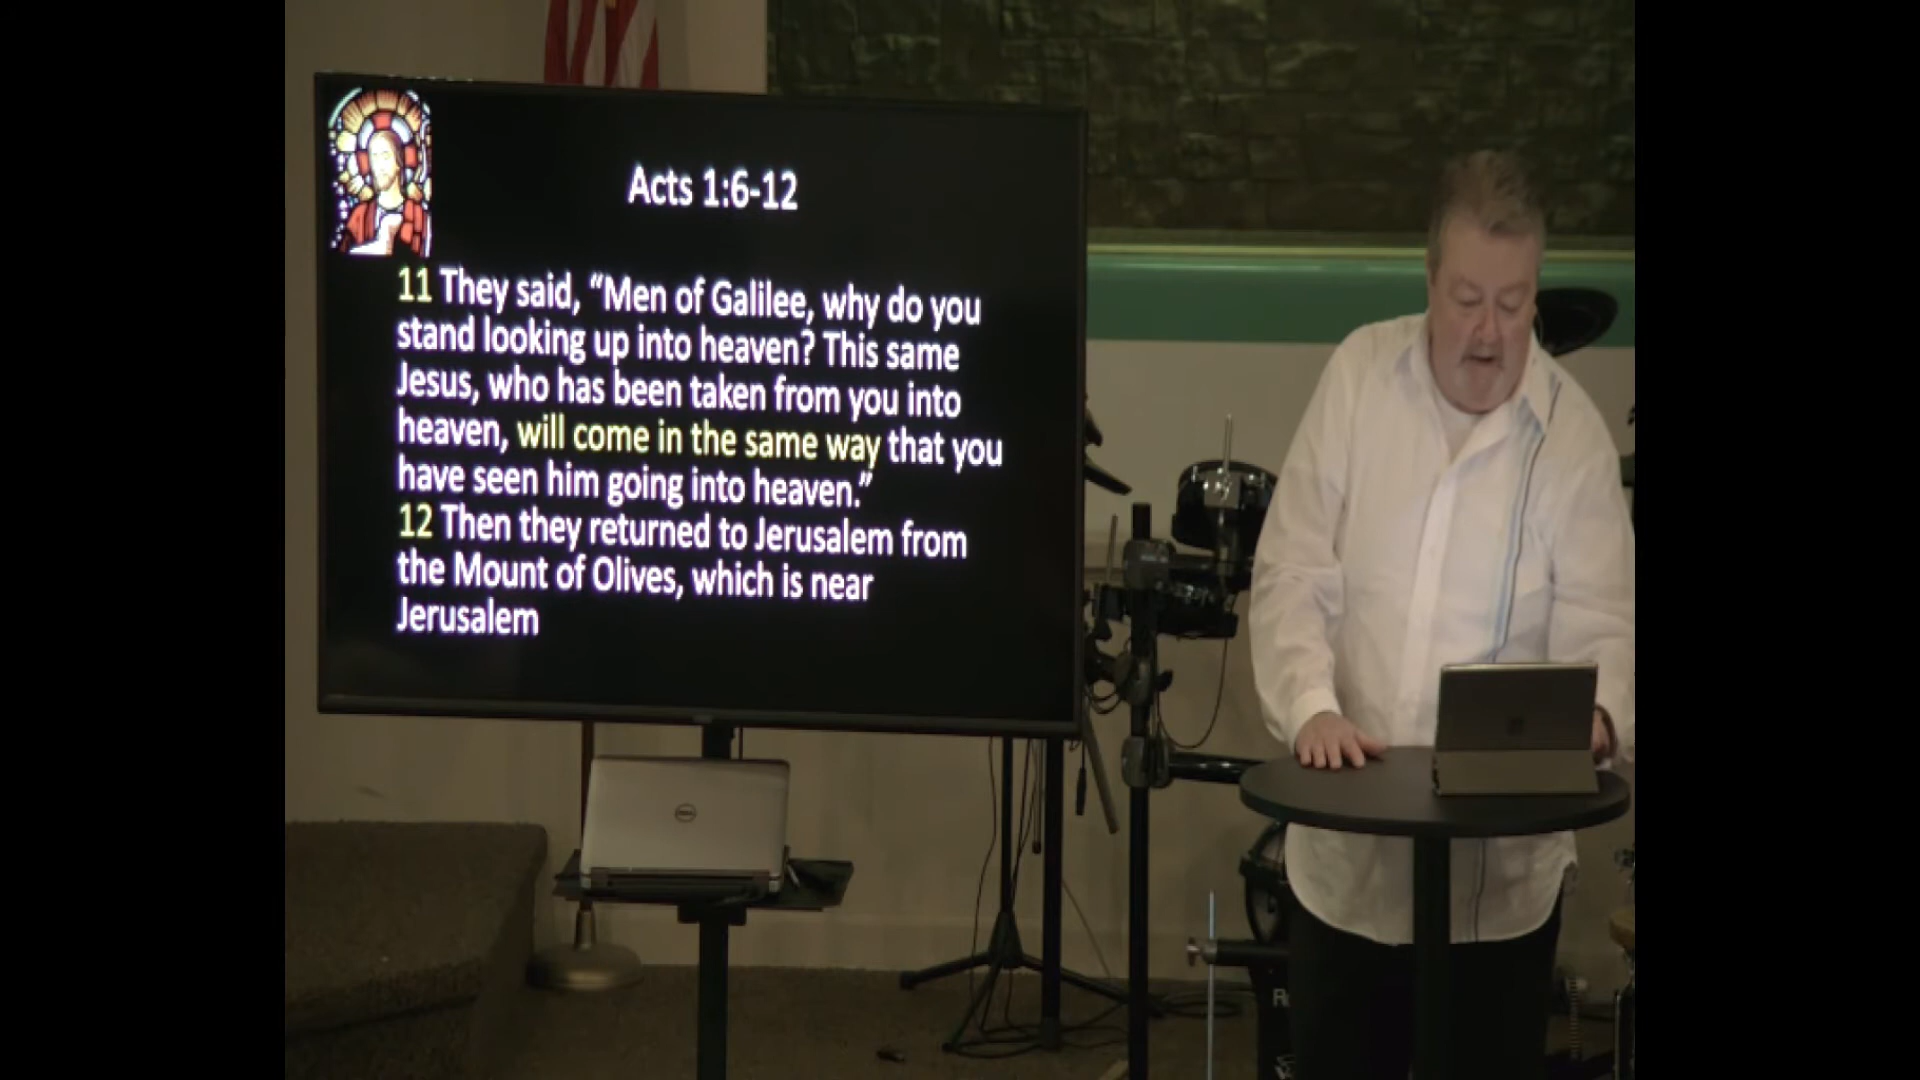 Acts 1:6-12
11 They said, “Men of Galilee, why do you
stand looking up into heaven? This same
Jesus, who has been taken from you into
heaven, will come in the same way that you
have seen him going into heaven.”
12 Then they returned to Jerusalem from
the Mount of Olives, which is near
Jerusalem
DELL